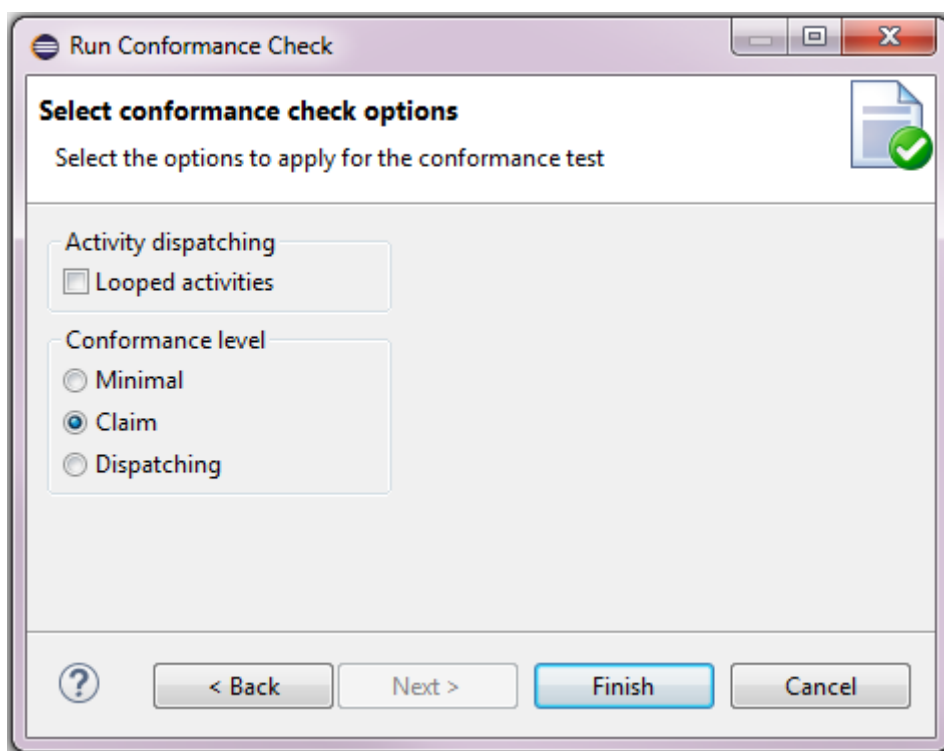 Run Conformance Check
Select conformance check options
Select the options to apply for the conformance test
Activity dispatching
Looped activities
Conformance level
Minimal
Claim
Dispatching
? < Back Next > Finish Cancel